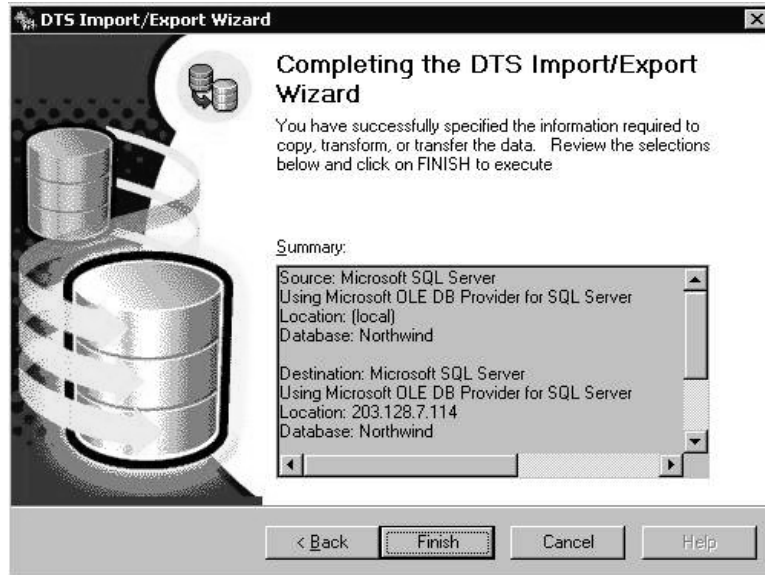 DTS Import/Export Wizard
Completing the DTS Import/Export
Wizard
You have successfully specified the information required to
copy, transform, or transfer the data. Review the selections
below and click on FINISH to execute
Summary:
Source: Microsoft SQL Server
Using Microsoft OLE DB Provider for SQL Server
Location: (local)
Database: Northwind
Destination: Microsoft SQL Server
Using Microsoft OLE DB Provider for SQL Server
Location: 203.128.7.114
Database: Northwind
< Back
Finish
Cancel
Help